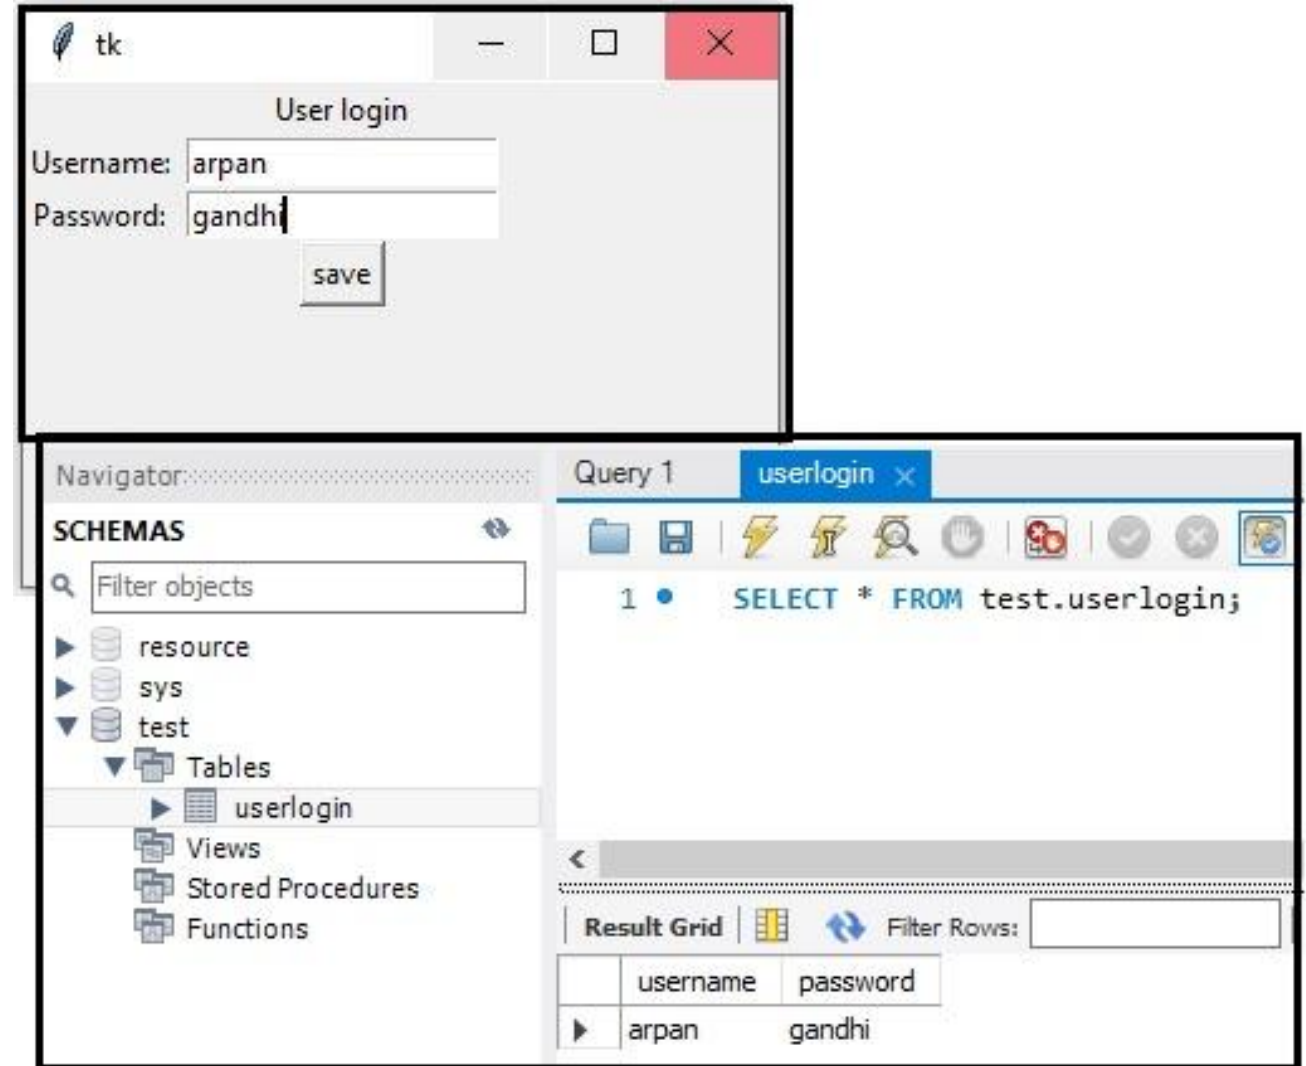 tk
User login
Username: arpan
Password: gandhi
save
Navigator
SCHEMAS
Filter objects
resource
sys
test
Tables
userlogin
Views
Stored Procedures
Functions
Query 1 userlogin
1 SELECT * FROM test.userlogin;
Result Grid Filter Rows:
username password
arpan gandhi